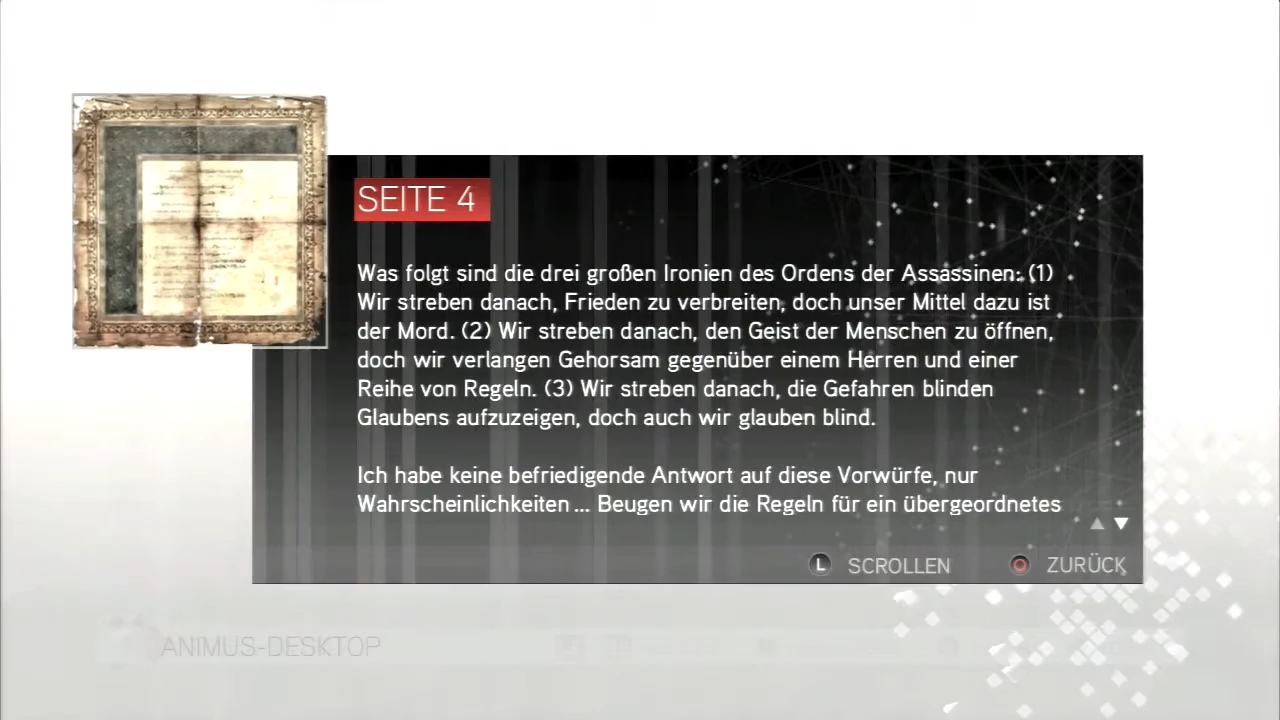 SEITE 4
Was folgt sind die drei großen Ironien des Ordens der Assassinen: (1)
Wir streben danach, Frieden zu verbreiten, doch unser Mittel dazu ist
der Mord. (2) Wir streben danach, den Geist der Menschen zu öffnen,
doch wir verlangen Gehorsam gegenüber einem Herren und einer
Reihe von Regeln. (3) Wir streben danach, die Gefahren blinden
Glaubens aufzuzeigen, doch auch wir glauben blind.
Ich habe keine befriedigende Antwort auf diese Vorwürfe, nur
Wahrscheinlichkeiten ... Beugen wir die Regeln für ein übergeordnetes
L SCROLLEN ZURÜCK
ANIMUS-DESKTOP